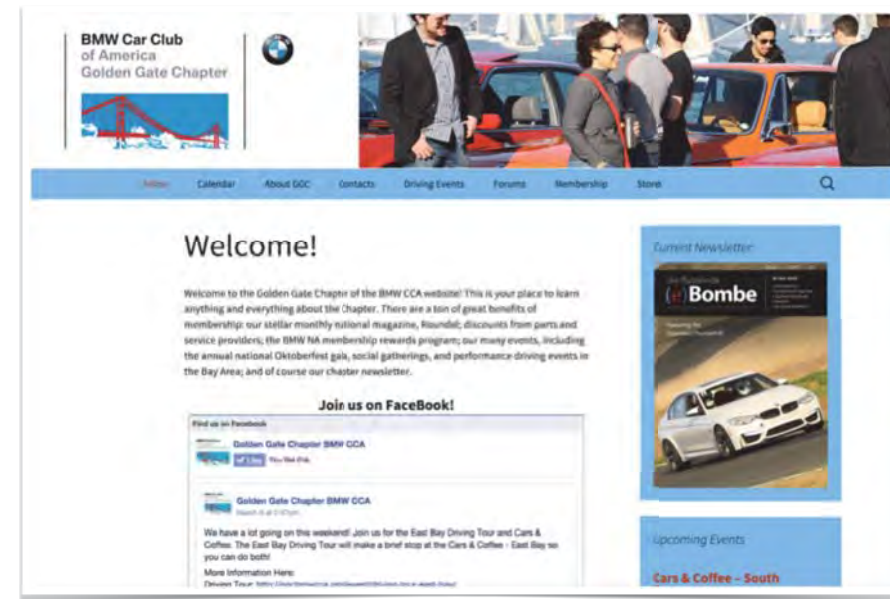 BMW Car Club
of America
Golden Gate Chapter
Home Calendar About GGC Contacts Driving Events Forums Membership Store
Welcome!
Welcome to the Golden Gate Chapter of the BMW CCA website! This is your place to learn
anything and everything about the Chapter. There are a ton of great benefits of
membership: our stellar monthly national magazine, Roundel; discounts from parts and
service providers; the BMW NA membership rewards program; our many events, including
the annual national Oktoberfest gala, social gatherings, and performance driving events in
the Bay Area; and of course our chapter newsletter.
Join us on FaceBook!
Find us on Facebook
Golden Gate Chapter BMW CCA
Like You like this.
Golden Gate Chapter BMW CCA
We have a lot going on this weekend! Join us for the East Bay Driving Tour and Cars &
Coffee. The East Bay Driving Tour will make a brief stop at the Cars & Coffee - East Bay so
you can do both!
More Information Here:
Driving Tour:
Current Newsletter:
(e)Bombe
Upcoming Events
Cars & Coffee – South